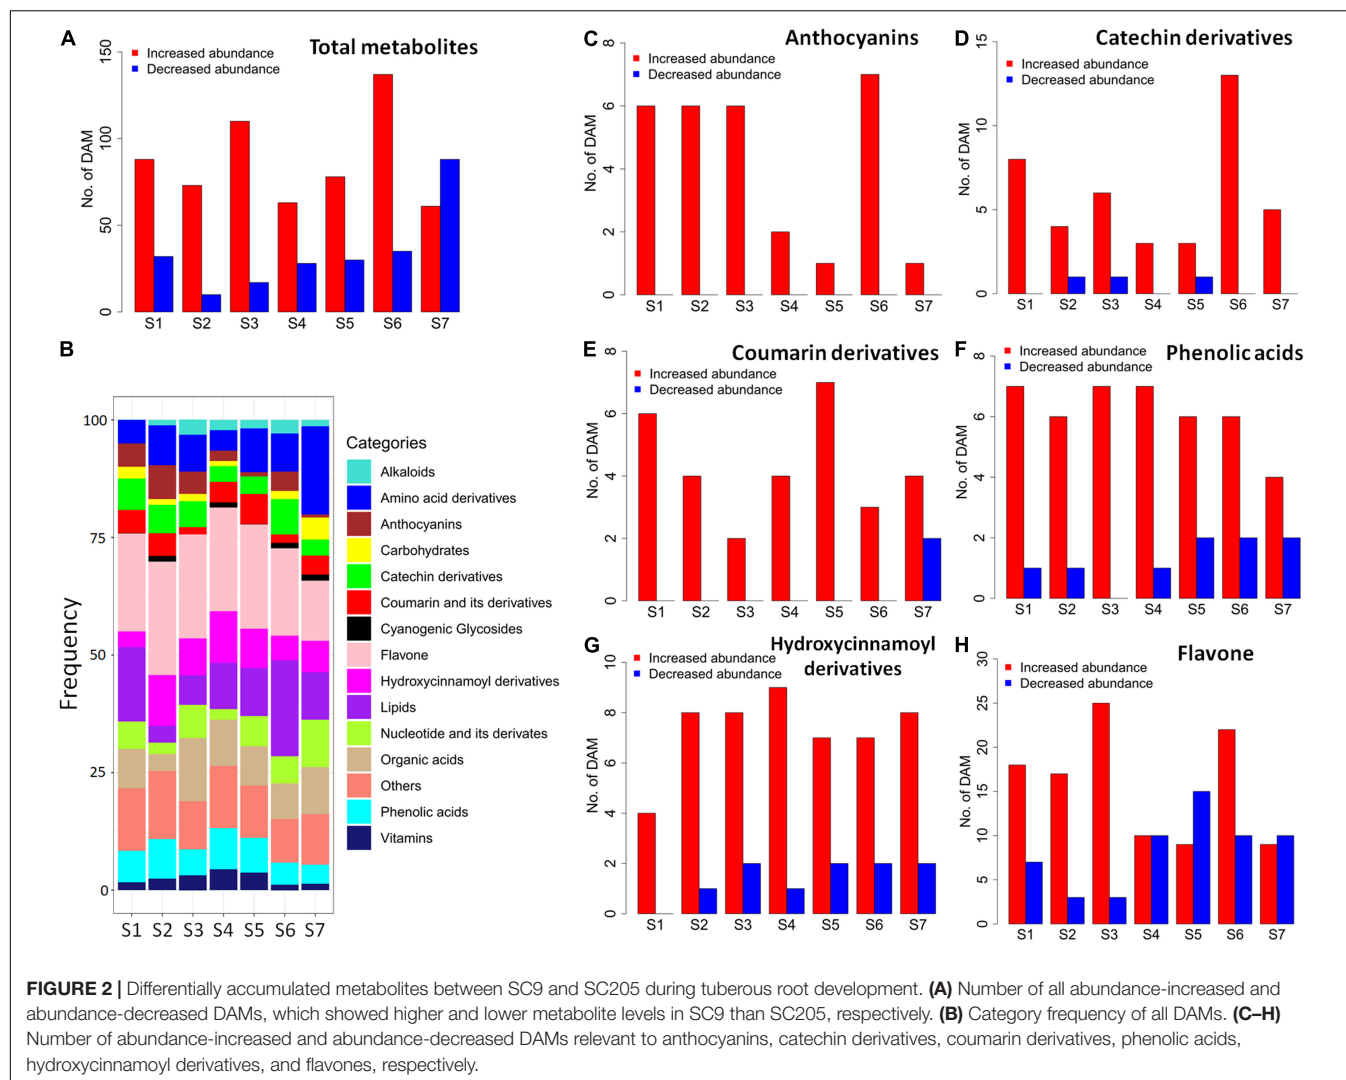 A
Total metabolites
Increased abundance
Decreased abundance
No. of DAM
150
100
50
0
S1 S2 S3 S4 S5 S6 S7
B
Frequency
100
75
50
25
0
S1 S2 S3 S4 S5 S6 S7
Categories
Alkaloids
Amino acid derivatives
Anthocyanins
Carbohydrates
Catechin derivatives
Coumarin and its derivatives
Cyanogenic Glycosides
Flavone
Hydroxycinnamoyl derivatives
Lipids
Nucleotide and its derivates
Organic acids
Others
Phenolic acids
Vitamins
C
Anthocyanins
Increased abundance
Decreased abundance
No. of DAM
8
6
4
2
0
S1 S2 S3 S4 S5 S6 S7
D
Catechin derivatives
Increased abundance
Decreased abundance
No. of DAM
15
10
5
0
S1 S2 S3 S4 S5 S6 S7
E
Coumarin derivatives
Increased abundance
Decreased abundance
No. of DAM
8
6
4
2
0
S1 S2 S3 S4 S5 S6 S7
F
Phenolic acids
Increased abundance
Decreased abundance
No. of DAM
8
6
4
2
0
S1 S2 S3 S4 S5 S6 S7
G
Hydroxycinnamoyl
derivatives
Increased abundance
Decreased abundance
No. of DAM
10
8
6
4
2
0
S1 S2 S3 S4 S5 S6 S7
H
Flavone
Increased abundance
Decreased abundance
No. of DAM
30
25
20
15
10
5
0
S1 S2 S3 S4 S5 S6 S7
FIGURE 2 | Differentially accumulated metabolites between SC9 and SC205 during tuberous root development. (A) Number of all abundance-increased and
abundance-decreased DAMs, which showed higher and lower metabolite levels in SC9 than SC205, respectively. (B) Category frequency of all DAMs. (C–H)
Number of abundance-increased and abundance-decreased DAMs relevant to anthocyanins, catechin derivatives, coumarin derivatives, phenolic acids,
hydroxycinnamoyl derivatives, and flavones, respectively.